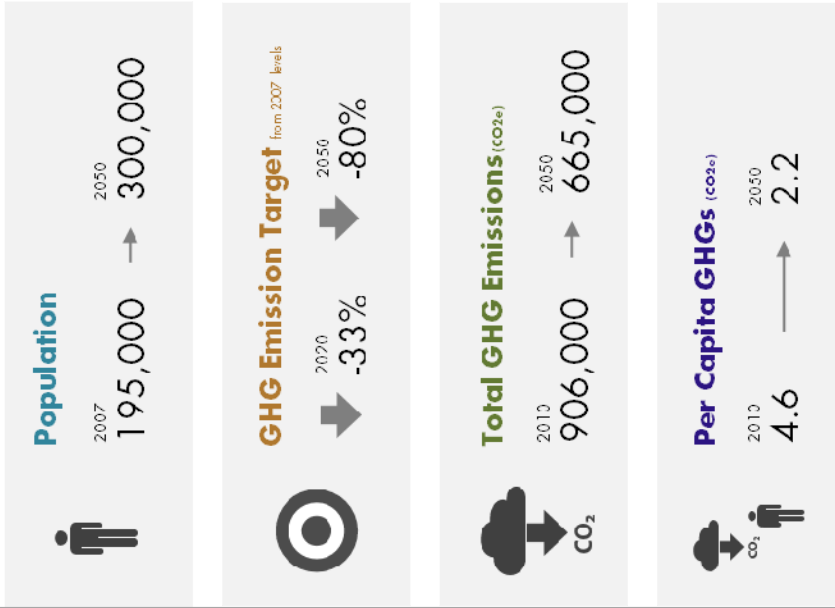 Population
2007 2050
195,000 300,000
GHG Emission Target from 2007 levels
2020 2050
-33% -80%
CO₂
Total GHG Emissions (CO2e)
2010 2050
906,000 665,000
CO₂
Per Capita GHGs (CO2e)
2010 2050
4.6 2.2